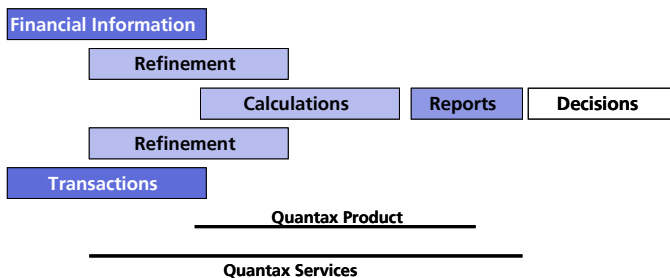 Financial Information
Refinement
Calculations
Reports
Decisions
Refinement
Transactions
Quantax Product
Quantax Services